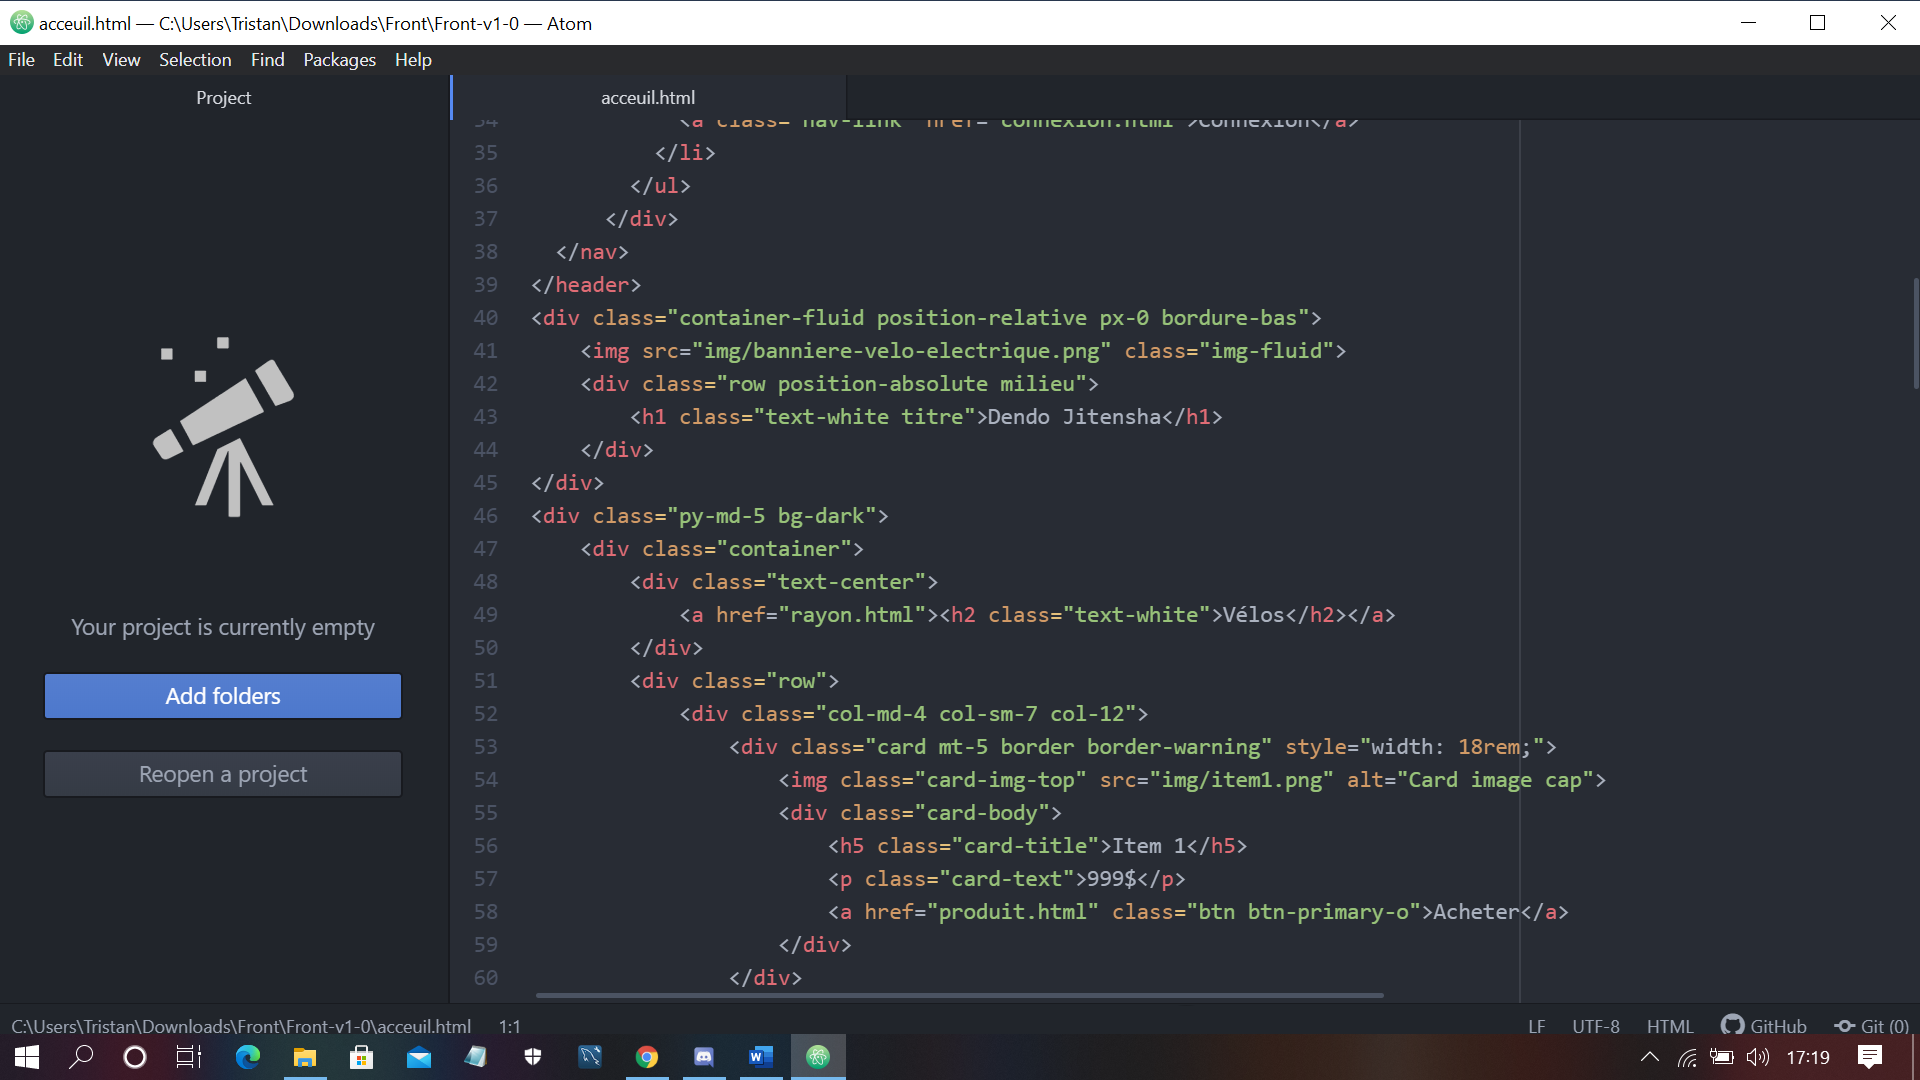 acceuil.html — C:\Users\Tristan\Downloads\Front\Front-v1-0 — Atom
File Edit View Selection Find Packages Help
Project
acceuil.html
34 <a class="nav-link" href="connexion.html">Connexion</a>
35 </li>
36 </ul>
37 </div>
38 </nav>
39 </header>
40 <div class="container-fluid position-relative px-0 bordure-bas">
41 <img src="img/banniere-velo-electrique.png" class="img-fluid">
42 <div class="row position-absolute milieu">
43 <h1 class="text-white titre">Dendo Jitensha</h1>
44 </div>
45 </div>
46 <div class="py-md-5 bg-dark">
47 <div class="container">
48 <div class="text-center">
49 <a href="rayon.html"><h2 class="text-white">Vélos</h2></a>
50 </div>
51 <div class="row">
52 <div class="col-md-4 col-sm-7 col-12">
53 <div class="card mt-5 border border-warning" style="width: 18rem;">
54 <img class="card-img-top" src="img/item1.png" alt="Card image cap">
55 <div class="card-body">
56 <h5 class="card-title">Item 1</h5>
57 <p class="card-text">999$</p>
58 <a href="produit.html" class="btn btn-primary-o">Acheter</a>
59 </div>
60 </div>
Your project is currently empty
Add folders
Reopen a project
C:\Users\Tristan\Downloads\Front\Front-v1-0\acceuil.html 1:1
LF UTF-8 HTML GitHub Git (0)
17:19